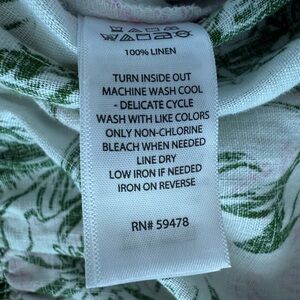 100% LINEN
TURN INSIDE OUT
MACHINE WASH COOL
- DELICATE CYCLE
WASH WITH LIKE COLORS
ONLY NON-CHLORINE
BLEACH WHEN NEEDED
LINE DRY
LOW IRON IF NEEDED
IRON ON REVERSE
RN# 59478